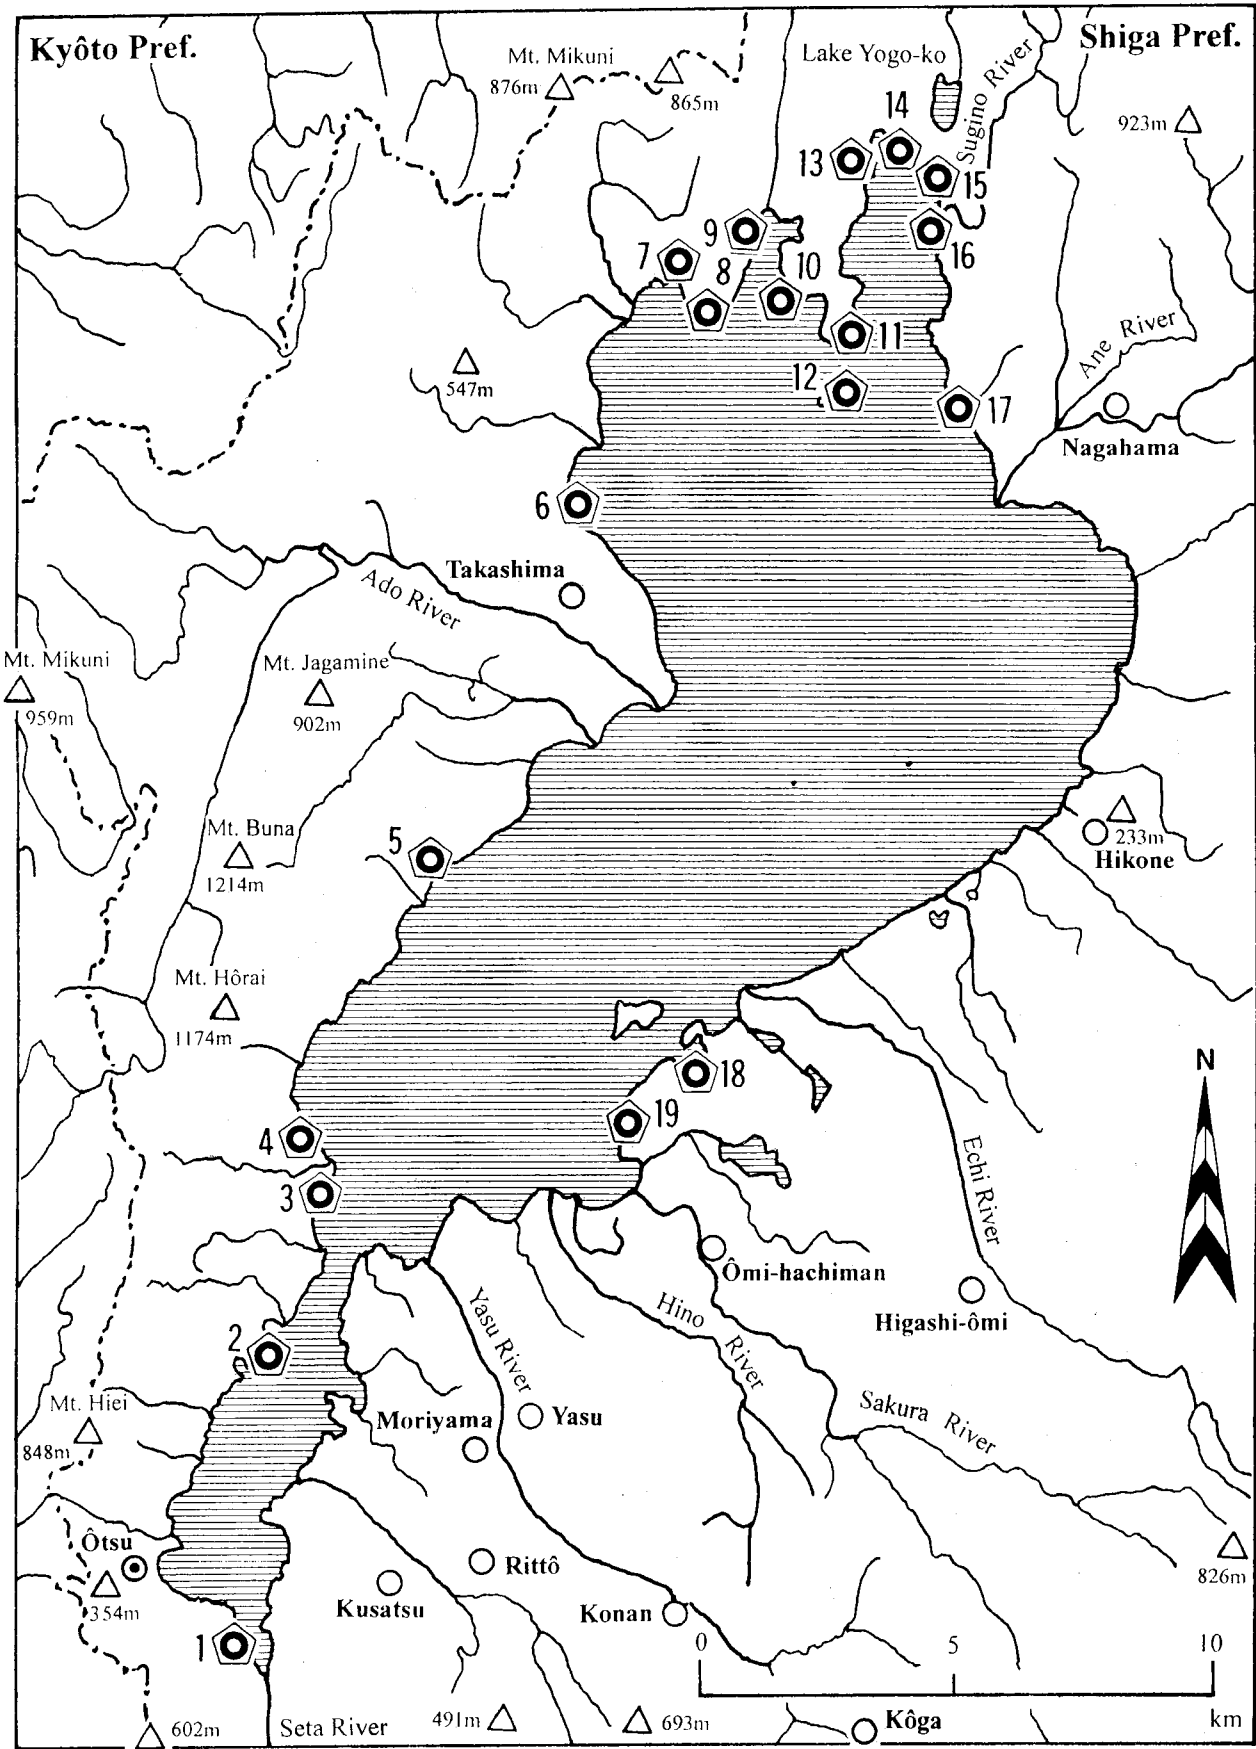 Kyôto Pref.
Shiga Pref.
Mt. Mikuni
876m
865m
Lake Yogo-ko
Sugino River
923m
14
13
15
9
16
7
8
10
11
Ane River
547m
12
17
Nagahama
6
Takashima
Ado River
Mt. Mikuni
959m
Mt. Jagamine
902m
Mt. Buna
1214m
5
233m
Hikone
Mt. Hôrai
1174m
N
18
19
4
3
Echi River
Ômi-hachiman
Hino River
Higashi-ômi
Yasu River
2
Mt. Hiei
848m
Moriyama
Yasu
Sakura River
Ôtsu
354m
Rittô
Kusatsu
Konan
826m
1
0 5 10
km
602m
Seta River
491m
693m
Kôga